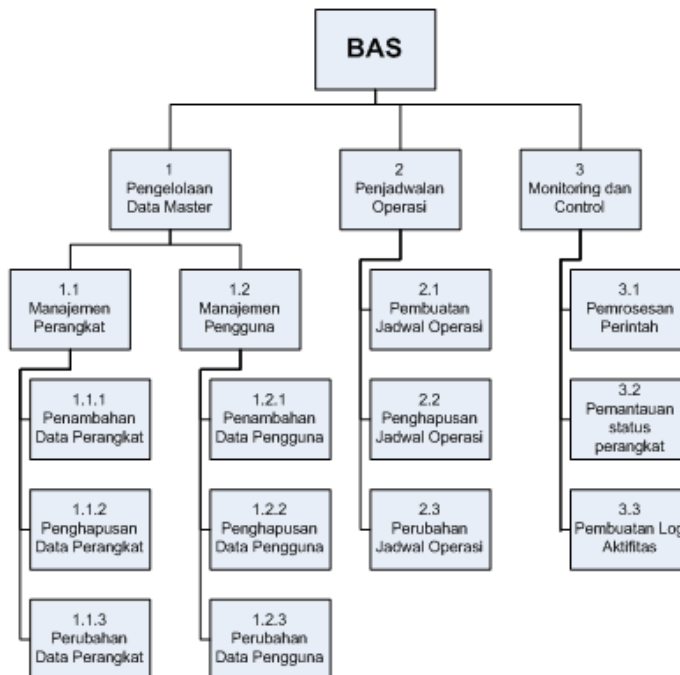 BAS
1
Pengelolaan
Data Master
2
Penjadwalan
Operasi
3
Monitoring dan
Control
1.1
Manajemen
Perangkat
1.2
Manajemen
Pengguna
2.1
Pembuatan
Jadwal Operasi
3.1
Pemrosesan
Perintah
1.1.1
Penambahan
Data Perangkat
1.2.1
Penambahan
Data Pengguna
2.2
Penghapusan
Jadwal Operasi
3.2
Pemantauan
status
perangkat
1.1.2
Penghapusan
Data Perangkat
1.2.2
Penghapusan
Data Pengguna
2.3
Perubahan
Jadwal Operasi
3.3
Pembuatan Log
Aktifitas
1.1.3
Perubahan
Data Perangkat
1.2.3
Perubahan
Data Pengguna